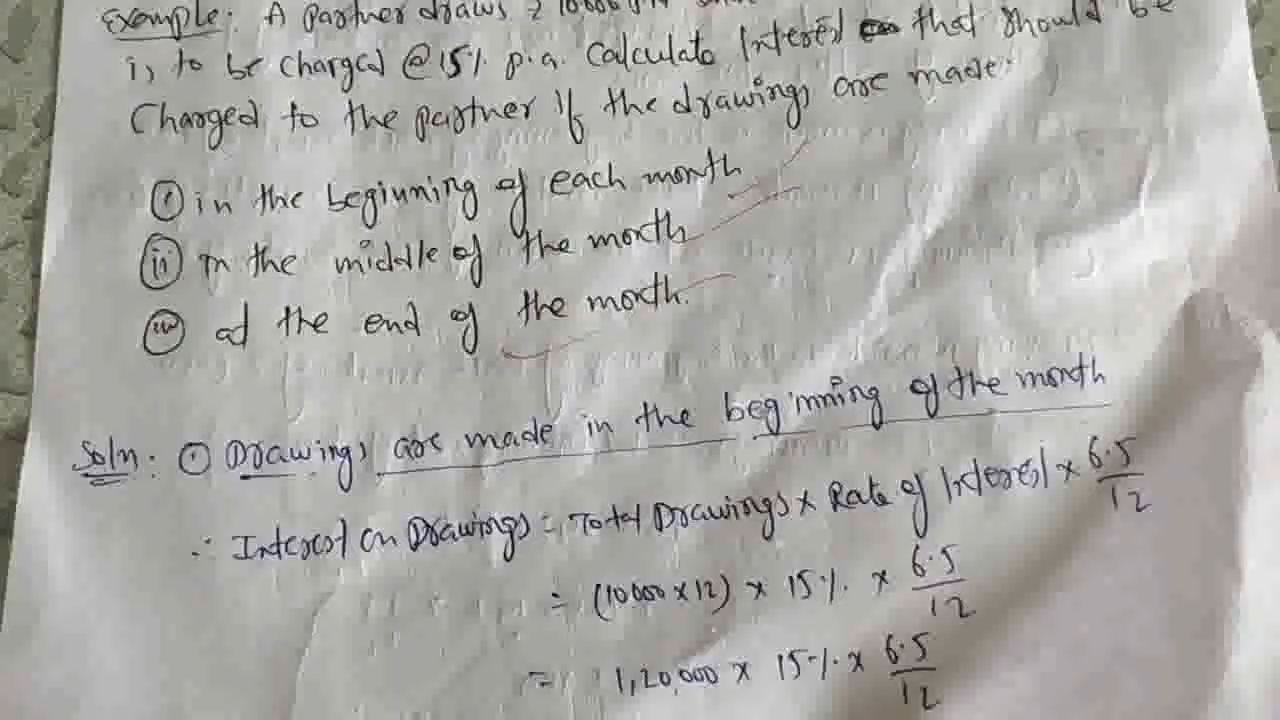 Example: A partner draws ₹ 10000 p.m.
is to be charged @ 15% p.a. Calculate Interest that should be
Charged to the partner if the drawings are made:
(i) in the beginning of each month
(ii) in the middle of the month
(iii) at the end of the month.
Soln: (i) Drawings are made in the beginning of the month
∴ Interest on Drawings = Total Drawings × Rate of Interest × 6.5/12
= (10000 × 12) × 15% × 6.5/12
= 1,20,000 × 15% × 6.5/12